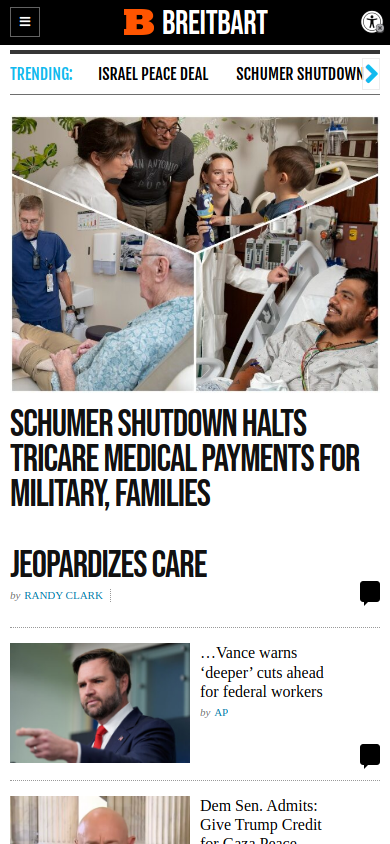 BREITBART
TRENDING: ISRAEL PEACE DEAL SCHUMER SHUTDOWN
SCHUMER SHUTDOWN HALTS
TRICARE MEDICAL PAYMENTS FOR
MILITARY, FAMILIES
JEOPARDIZES CARE
by RANDY CLARK
…Vance warns
‘deeper’ cuts ahead
for federal workers
by AP
Dem Sen. Admits:
Give Trump Credit
for Gaza Peace